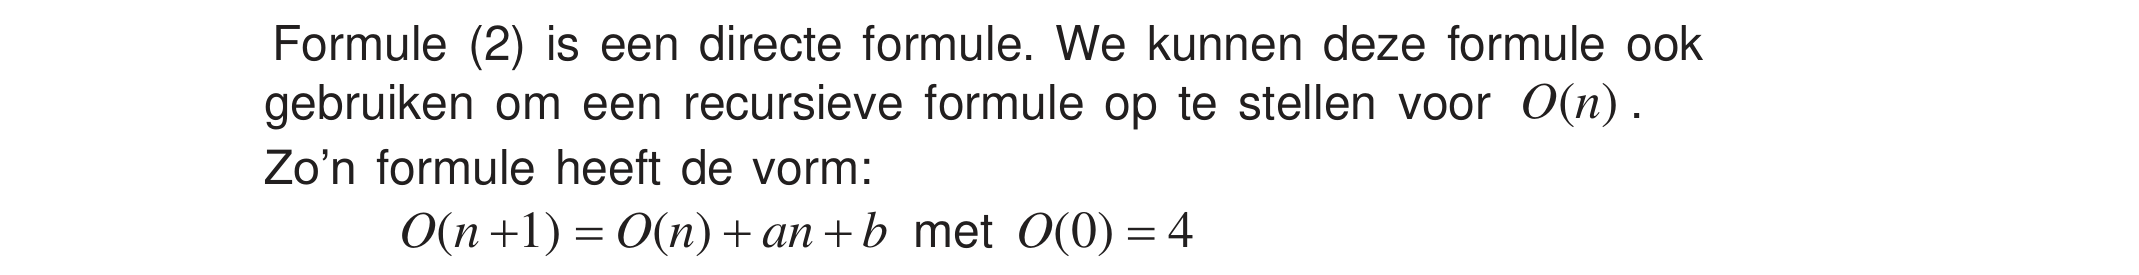 Formule (2) is een directe formule. We kunnen deze formule ook
gebruiken om een recursieve formule op te stellen voor O(n) .
Zo’n formule heeft de vorm:
O(n+1) = O(n) + an + b met O(0) = 4